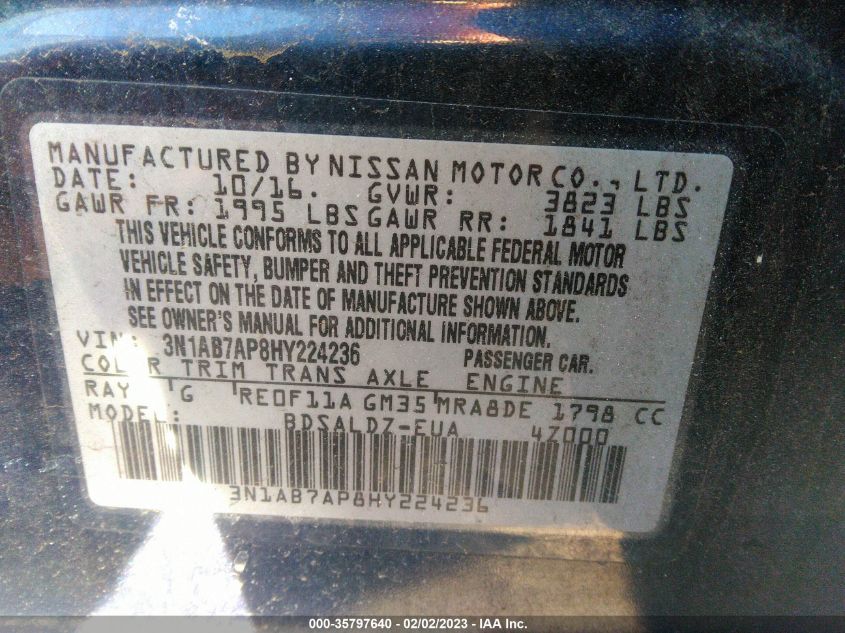 MANUFACTURED BY NISSAN MOTOR CO., LTD.
DATE: 10/16. GVWR: 3823 LBS
GAWR FR: 1995 LBS GAWR RR: 1841 LBS
THIS VEHICLE CONFORMS TO ALL APPLICABLE FEDERAL MOTOR
VEHICLE SAFETY, BUMPER AND THEFT PREVENTION STANDARDS
IN EFFECT ON THE DATE OF MANUFACTURE SHOWN ABOVE.
SEE OWNER'S MANUAL FOR ADDITIONAL INFORMATION.
VIN: 3N1AB7AP8HY224236 PASSENGER CAR.
COLOR TRIM TRANS AXLE ENGINE
RAY G RE0F11A GM35 MRA8DE 1798 CC
MODEL: BDSALDZ-EUA 4Z000
3N1AB7AP8HY224236
000-35797640 - 02/02/2023 - IAA Inc.